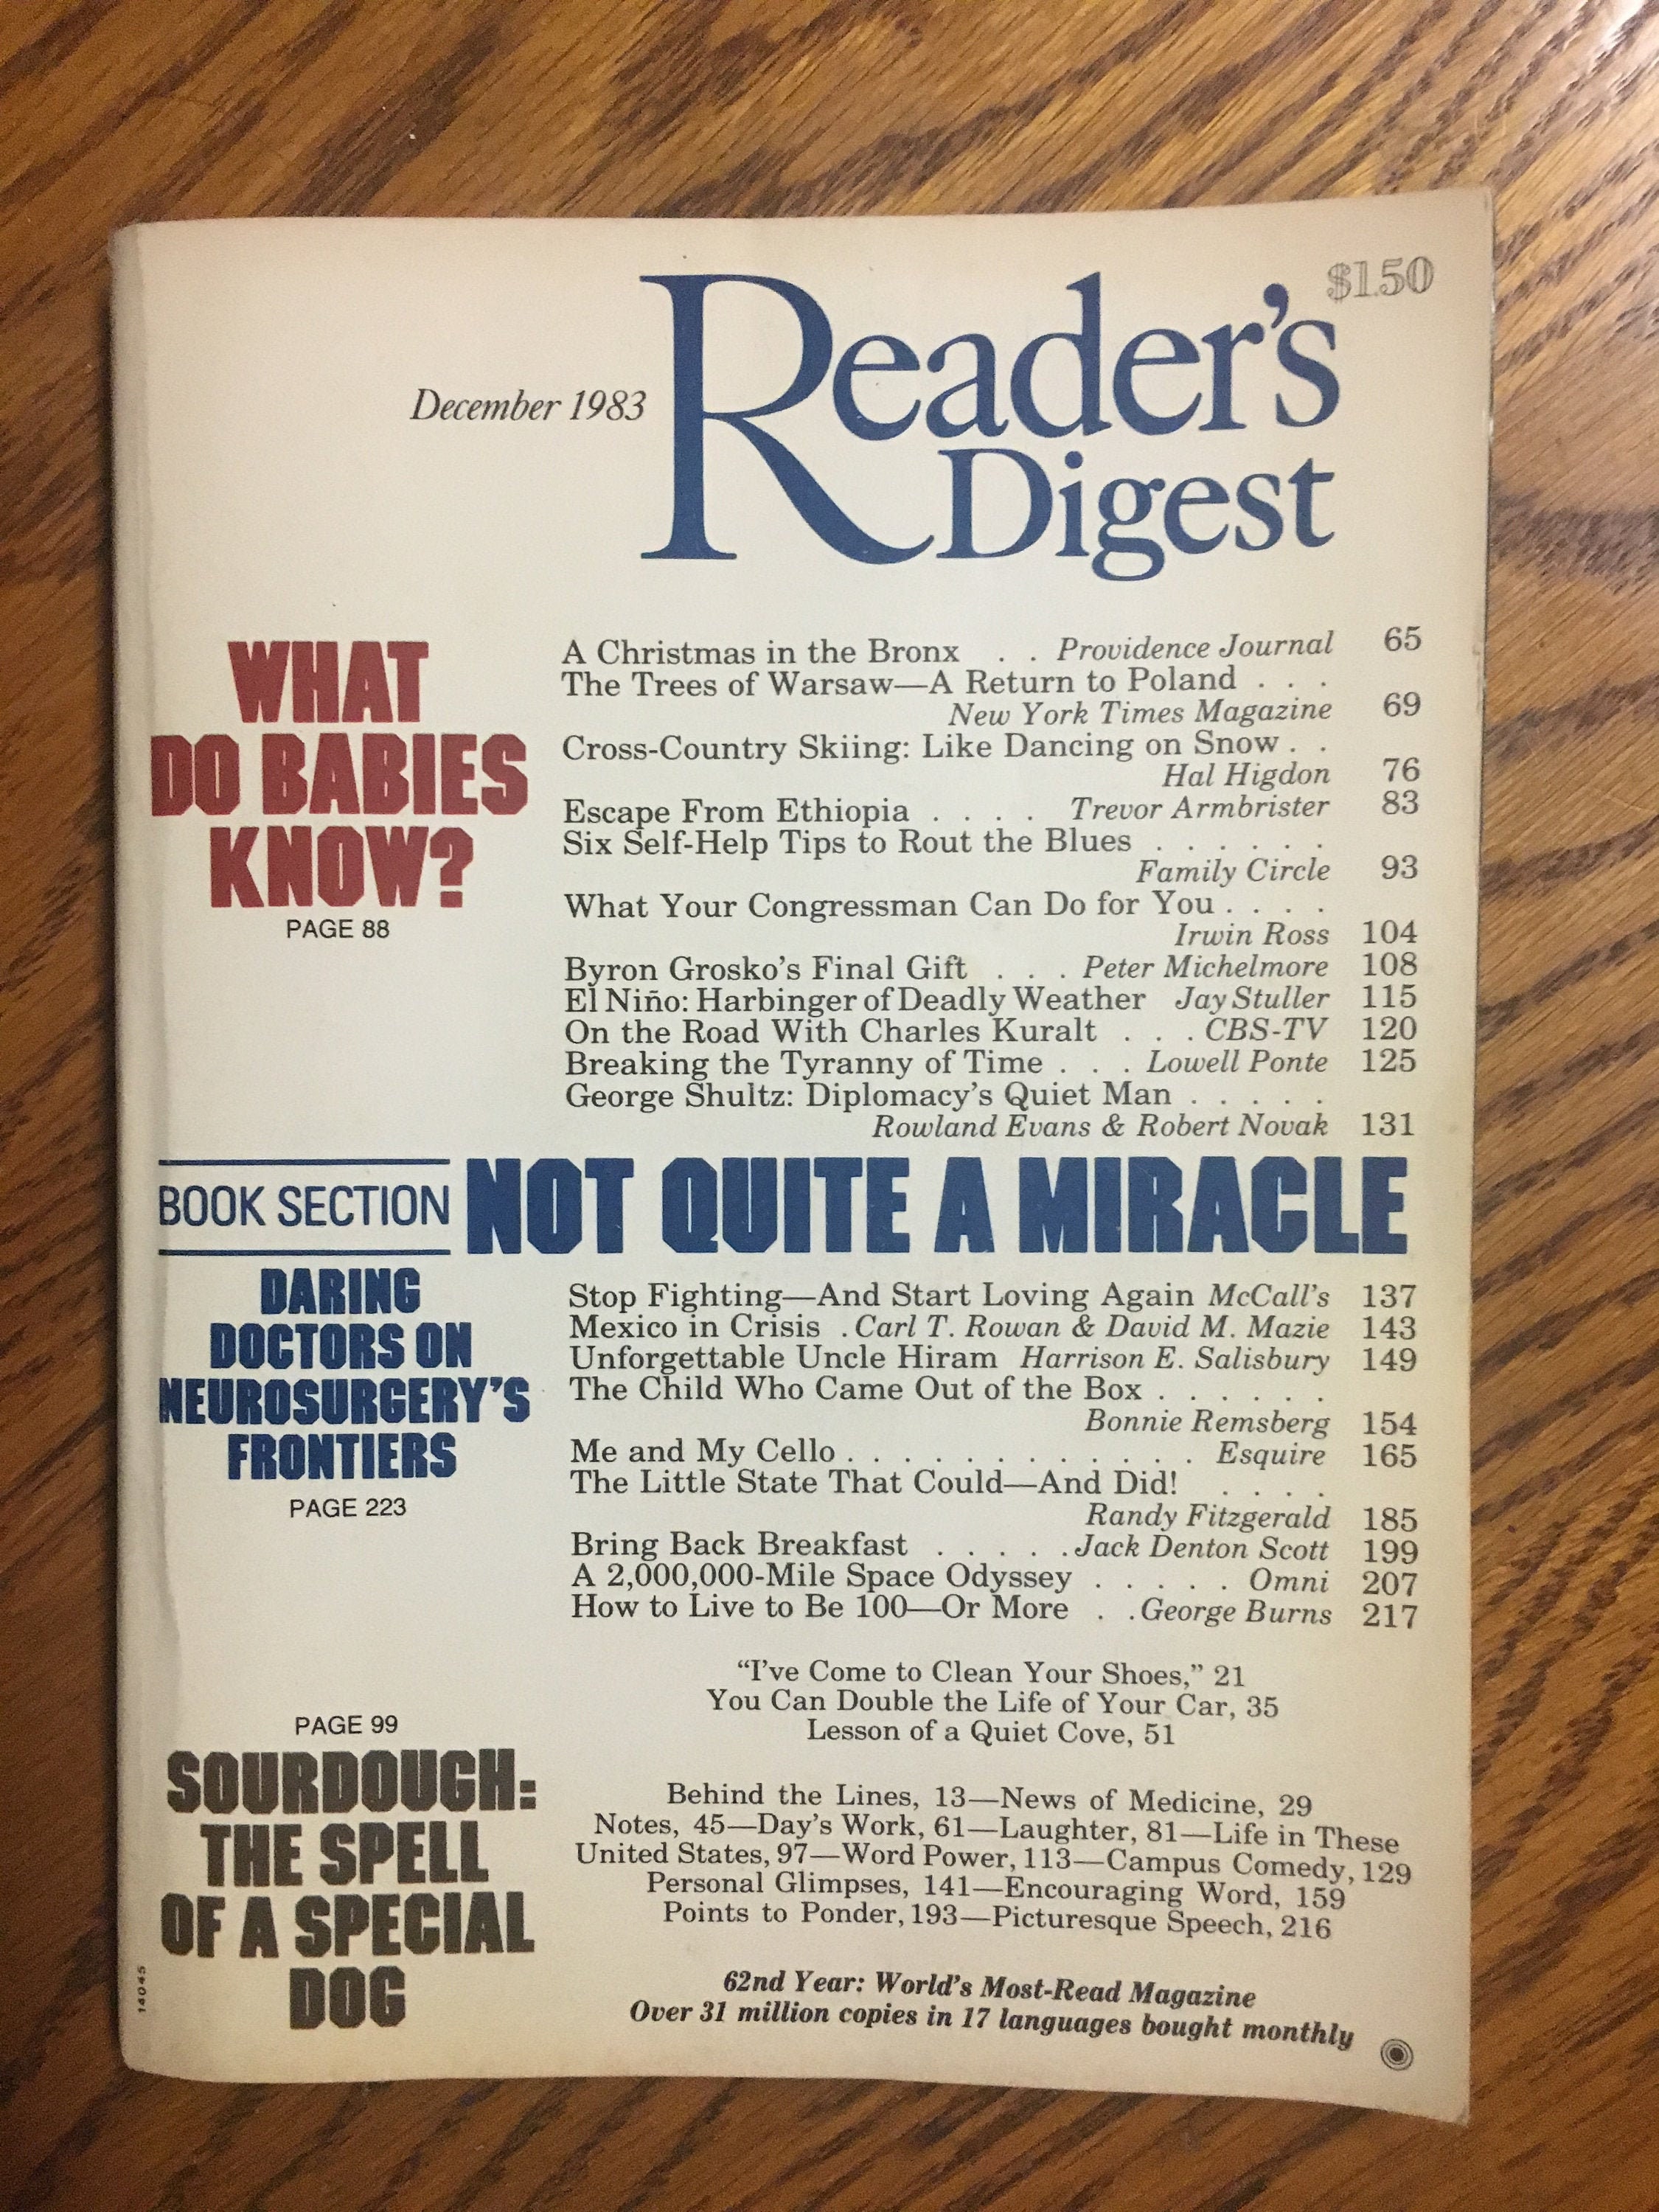 $1.50
December 1983
Reader's
Digest
WHAT
DO BABIES
KNOW?
PAGE 88
A Christmas in the Bronx . . Providence Journal 65
The Trees of Warsaw—A Return to Poland . . .
New York Times Magazine 69
Cross-Country Skiing: Like Dancing on Snow . .
Hal Higdon 76
Escape From Ethiopia . . . . Trevor Armbrister 83
Six Self-Help Tips to Rout the Blues . . . . . .
Family Circle 93
What Your Congressman Can Do for You . . . .
Irwin Ross 104
Byron Grosko's Final Gift . . . Peter Michelmore 108
El Niño: Harbinger of Deadly Weather Jay Stuller 115
On the Road With Charles Kuralt . . . CBS-TV 120
Breaking the Tyranny of Time . . . Lowell Ponte 125
George Shultz: Diplomacy's Quiet Man . . . . .
Rowland Evans & Robert Novak 131
BOOK SECTION NOT QUITE A MIRACLE
DARING
DOCTORS ON
NEUROSURGERY'S
FRONTIERS
PAGE 223
Stop Fighting—And Start Loving Again McCall's 137
Mexico in Crisis . Carl T. Rowan & David M. Mazie 143
Unforgettable Uncle Hiram Harrison E. Salisbury 149
The Child Who Came Out of the Box . . . . . .
Bonnie Remsberg 154
Me and My Cello . . . . . . . . . . . . . Esquire 165
The Little State That Could—And Did! . . . .
Randy Fitzgerald 185
Bring Back Breakfast . . . . . Jack Denton Scott 199
A 2,000,000-Mile Space Odyssey . . . . . Omni 207
How to Live to Be 100—Or More . . George Burns 217
"I've Come to Clean Your Shoes," 21
You Can Double the Life of Your Car, 35
Lesson of a Quiet Cove, 51
PAGE 99
SOURDOUGH:
THE SPELL
OF A SPECIAL
DOG
Behind the Lines, 13—News of Medicine, 29
Notes, 45—Day's Work, 61—Laughter, 81—Life in These
United States, 97—Word Power, 113—Campus Comedy, 129
Personal Glimpses, 141—Encouraging Word, 159
Points to Ponder, 193—Picturesque Speech, 216
62nd Year: World's Most-Read Magazine
Over 31 million copies in 17 languages bought monthly
14045